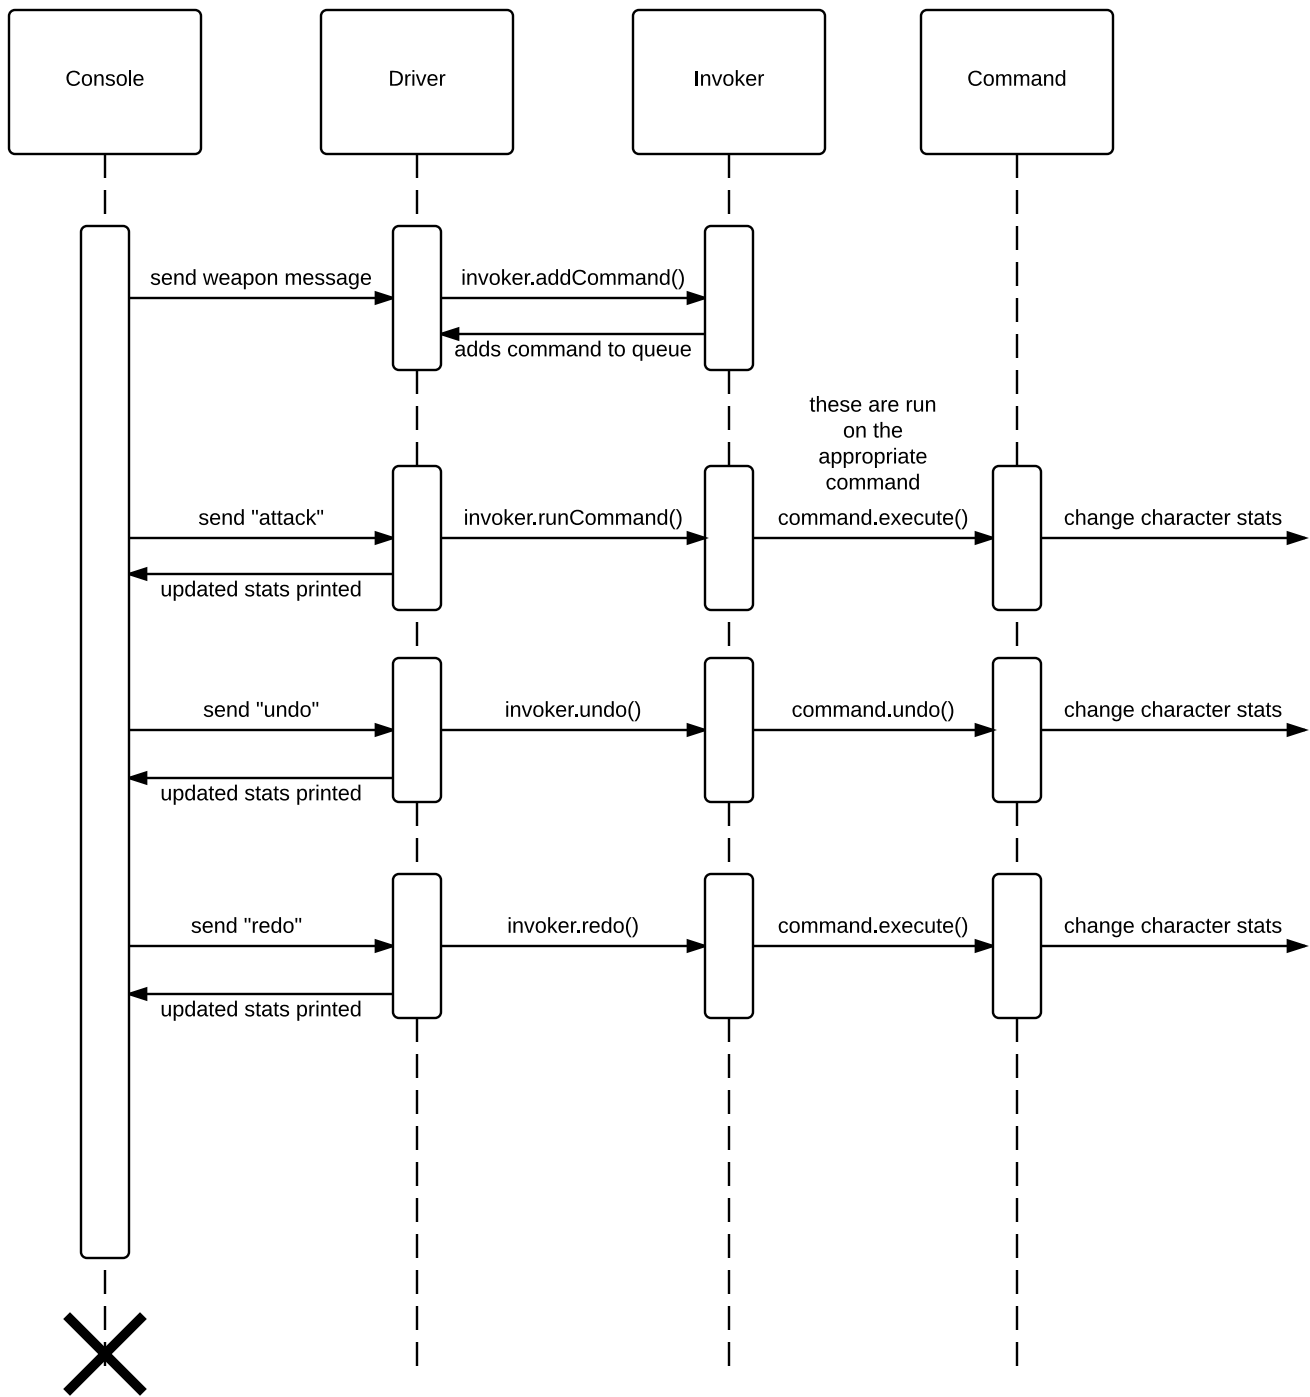 Console
Driver
Invoker
Command
send weapon message
invoker.addCommand()
adds command to queue
these are run
on the
appropriate
command
send "attack"
invoker.runCommand()
command.execute()
change character stats
updated stats printed
send "undo"
invoker.undo()
command.undo()
change character stats
updated stats printed
send "redo"
invoker.redo()
command.execute()
change character stats
updated stats printed